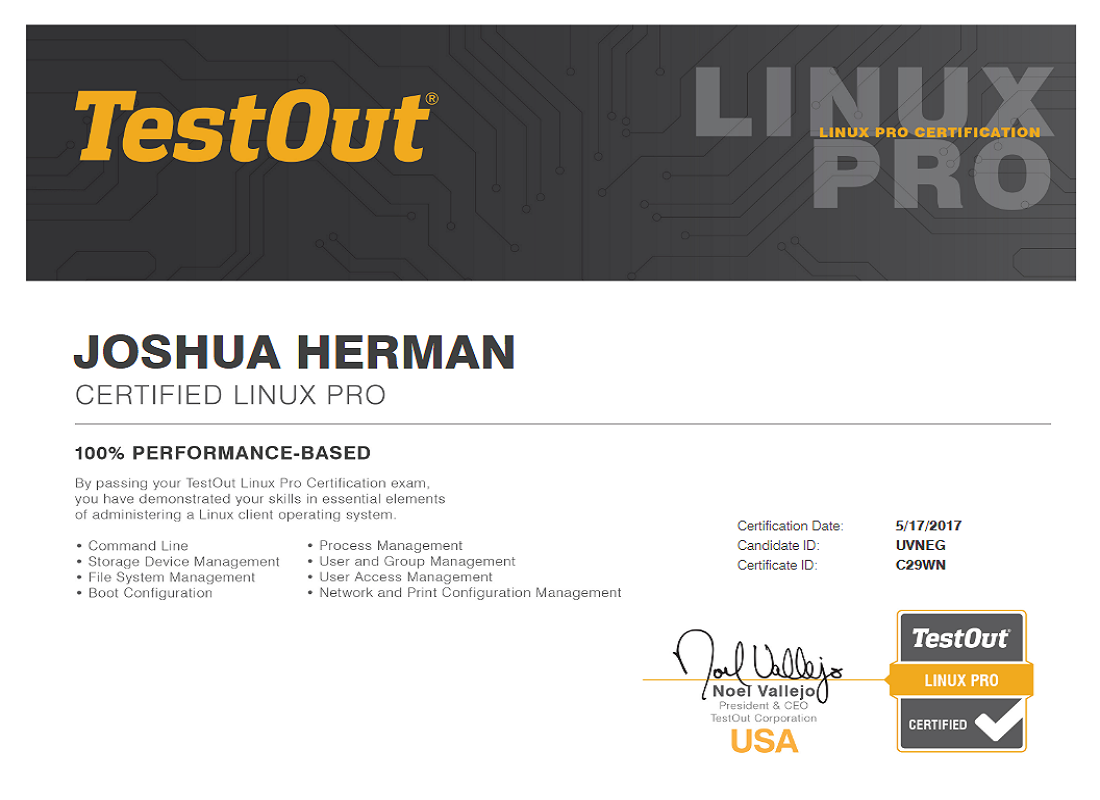 TestOut®
LINUX
LINUX PRO CERTIFICATION
PRO
JOSHUA HERMAN
CERTIFIED LINUX PRO
100% PERFORMANCE-BASED
By passing your TestOut Linux Pro Certification exam,
you have demonstrated your skills in essential elements
of administering a Linux client operating system.
• Command Line
• Storage Device Management
• File System Management
• Boot Configuration
• Process Management
• User and Group Management
• User Access Management
• Network and Print Configuration Management
Certification Date: 5/17/2017
Candidate ID: UVNEG
Certificate ID: C29WN
Noel Vallejo
Noel Vallejo
President & CEO
TestOut Corporation
USA
TestOut®
LINUX PRO
CERTIFIED